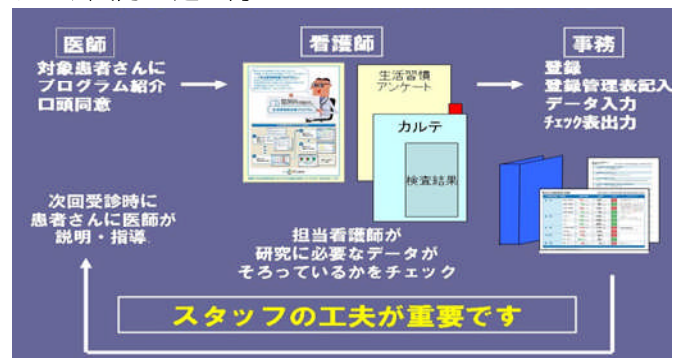 医師
対象患者さんに
プログラム紹介
口頭同意
看護師
生活習慣
アンケート
カルテ
検査結果
担当看護師が
研究に必要なデータが
そろっているかをチェック
事務
登録
登録管理表記入
データ入力
ﾁｪｯｸ表出力
次回受診時に
患者さんに医師が
説明・指導
スタッフの工夫が重要です